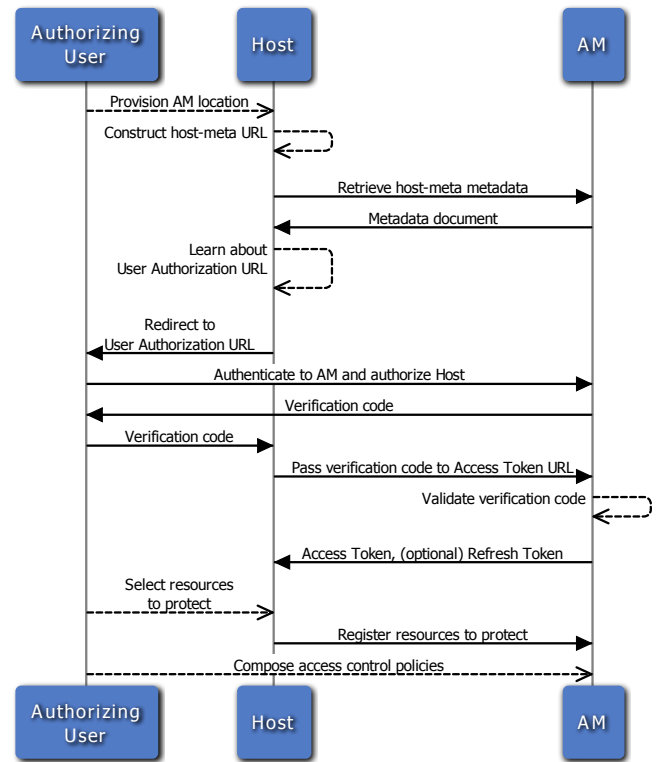 Authorizing
User
Host
AM
Provision AM location
Construct host-meta URL
Retrieve host-meta metadata
Metadata document
Learn about
User Authorization URL
Redirect to
User Authorization URL
Authenticate to AM and authorize Host
Verification code
Verification code
Pass verification code to Access Token URL
Validate verification code
Access Token, (optional) Refresh Token
Select resources
to protect
Register resources to protect
Compose access control policies
Authorizing
User
Host
AM